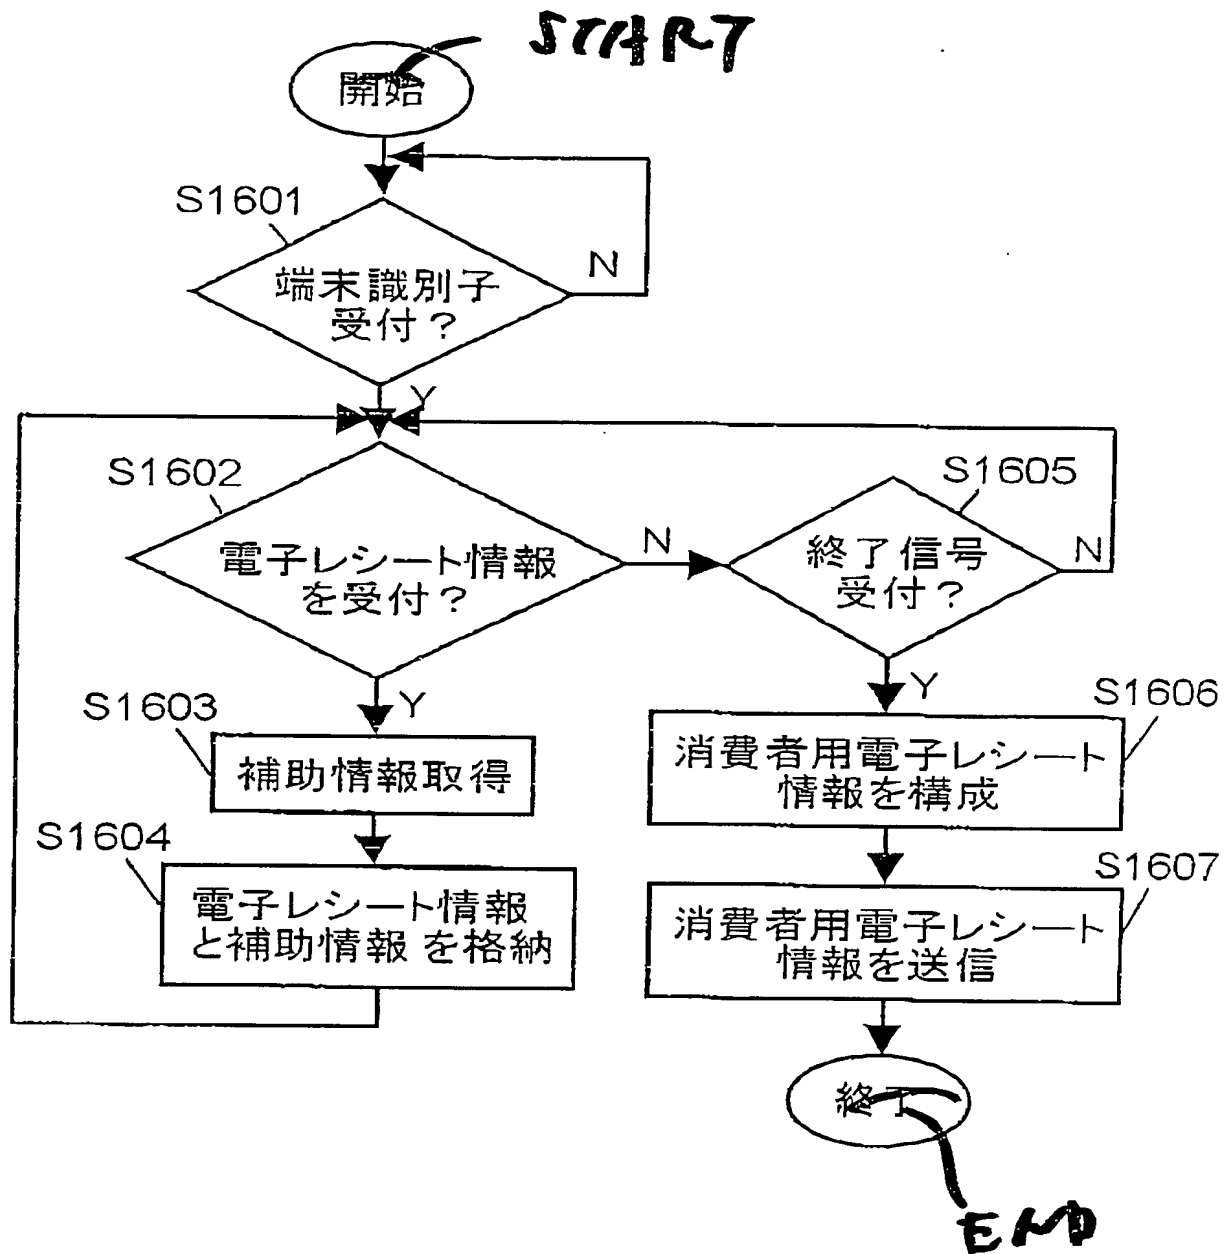 START
開始
S1601
端末識別子
受付？
N
Y
S1602
電子レシート情報
を受付？
N
Y
S1605
終了信号
受付？
N
Y
S1603
補助情報取得
S1604
電子レシート情報
と補助情報 を格納
S1606
消費者用電子レシート
情報を構成
S1607
消費者用電子レシート
情報を送信
終了
END